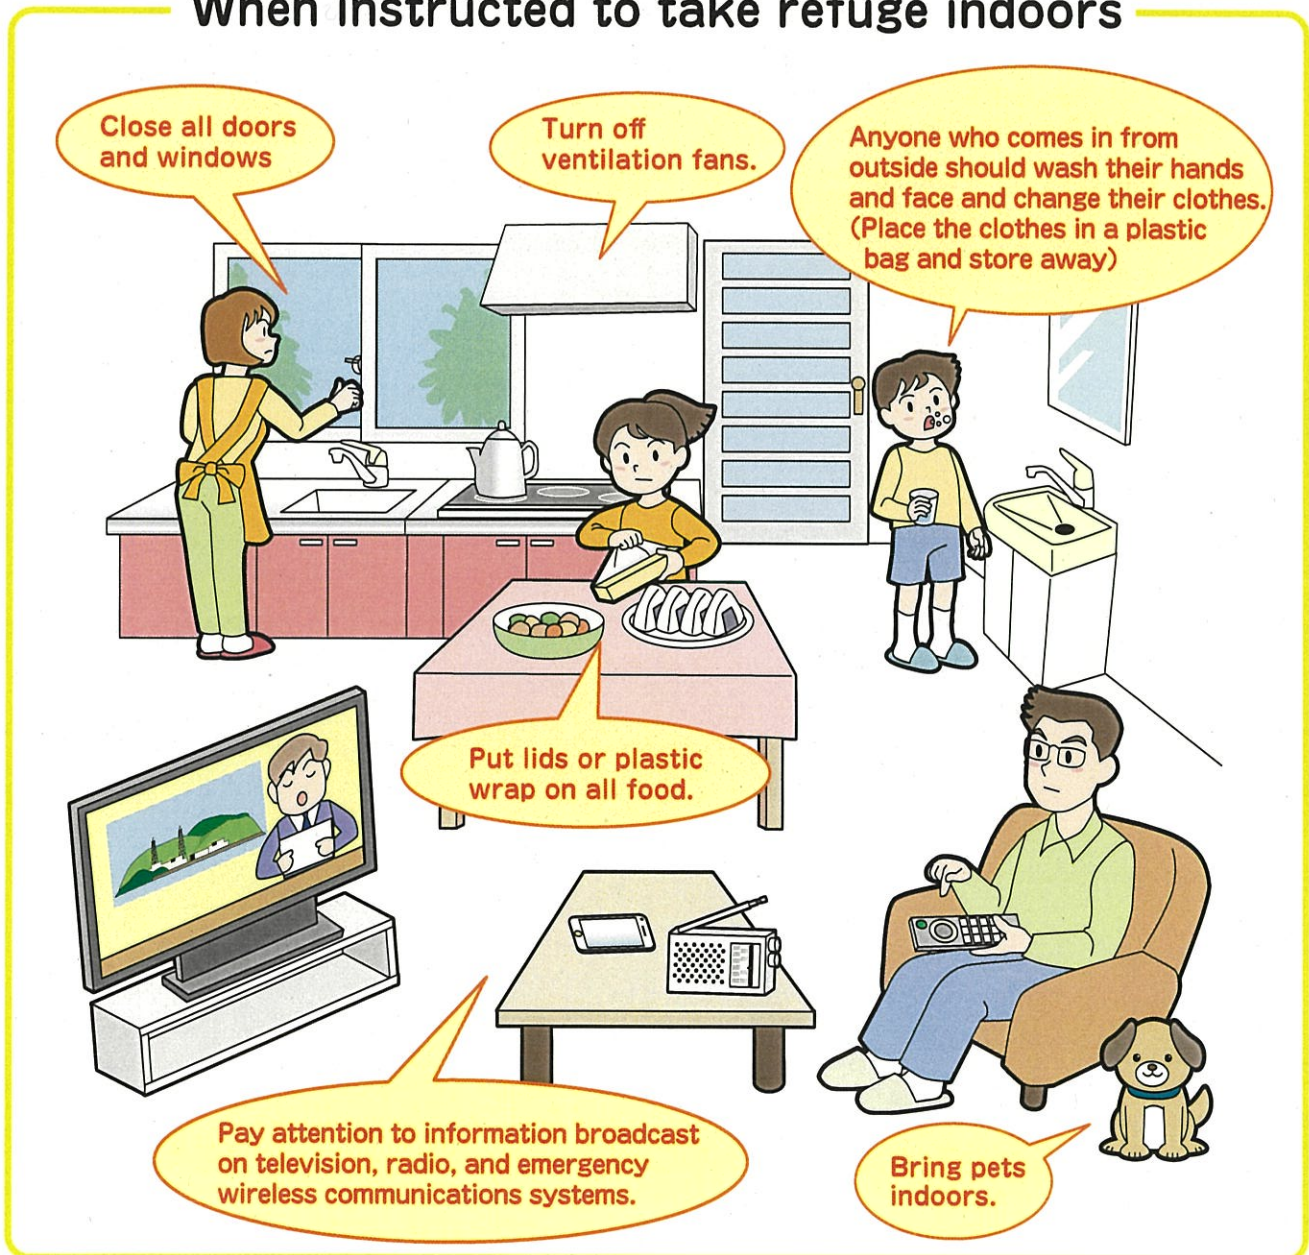 When instructed to take refuge indoors
Close all doors
and windows
Turn off
ventilation fans.
Anyone who comes in from
outside should wash their hands
and face and change their clothes.
(Place the clothes in a plastic
bag and store away)
Put lids or plastic
wrap on all food.
Pay attention to information broadcast
on television, radio, and emergency
wireless communications systems.
Bring pets
indoors.